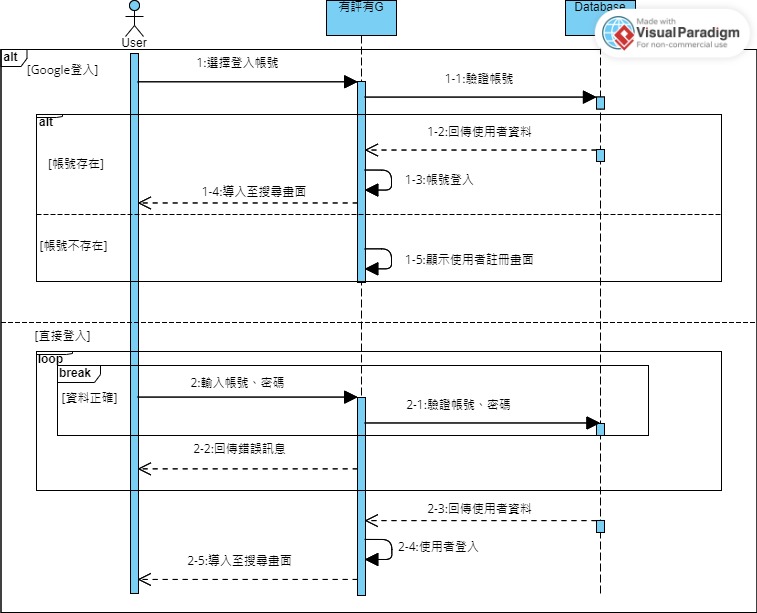 有評有G
Database
Made with
VisualParadigm
For non-commercial use
User
alt
[Google登入]
1:選擇登入帳號
1-1:驗證帳號
alt
1-2:回傳使用者資料
[帳號存在]
1-3:帳號登入
1-4:導入至搜尋畫面
[帳號不存在]
1-5:顯示使用者註冊畫面
[直接登入]
loop
break
2:輸入帳號、密碼
[資料正確]
2-1:驗證帳號、密碼
2-2:回傳錯誤訊息
2-3:回傳使用者資料
2-4:使用者登入
2-5:導入至搜尋畫面